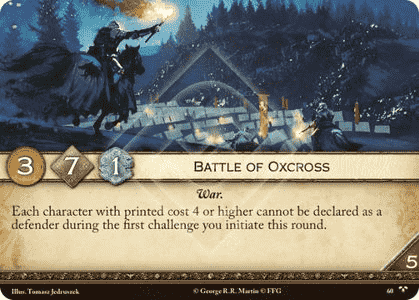 3 7 1 BATTLE OF OXCROSS
War.
Each character with printed cost 4 or higher cannot be declared as a
defender during the first challenge you initiate this round.
5
Illus. Tomasz Jedruszek © George R.R. Martin © FFG 60